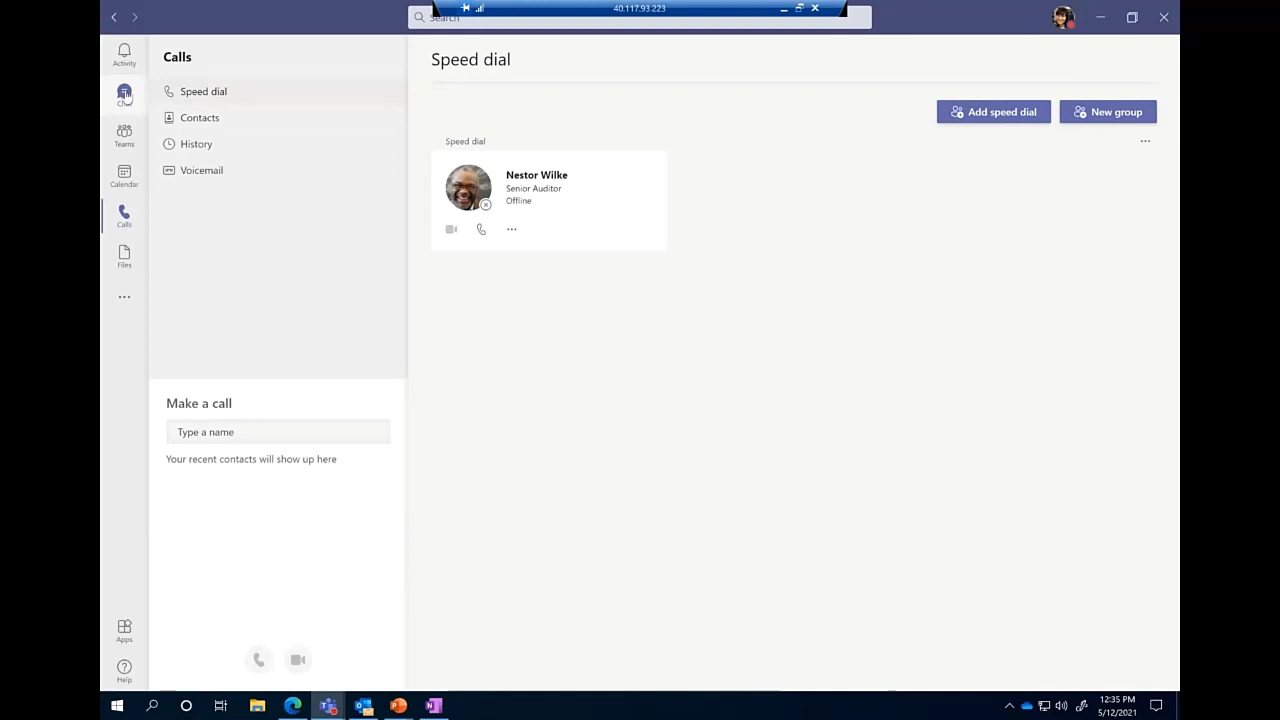 40.117.93.223
Search
Activity
Chat
Teams
Calendar
Calls
Files
Apps
Help
Calls
Speed dial
Contacts
History
Voicemail
Make a call
Type a name
Your recent contacts will show up here
Speed dial
Add speed dial
New group
Speed dial
Nestor Wilke
Senior Auditor
Offline
12:35 PM
5/12/2021